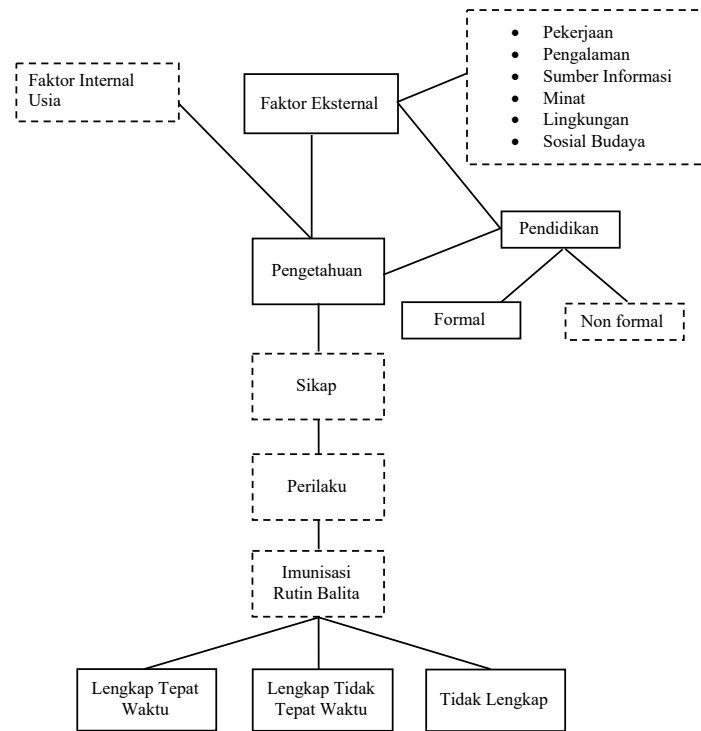 Faktor Internal
Usia
Faktor Eksternal
• Pekerjaan
• Pengalaman
• Sumber Informasi
• Minat
• Lingkungan
• Sosial Budaya
Pengetahuan
Pendidikan
Formal
Non formal
Sikap
Perilaku
Imunisasi
Rutin Balita
Lengkap Tepat
Waktu
Lengkap Tidak
Tepat Waktu
Tidak Lengkap